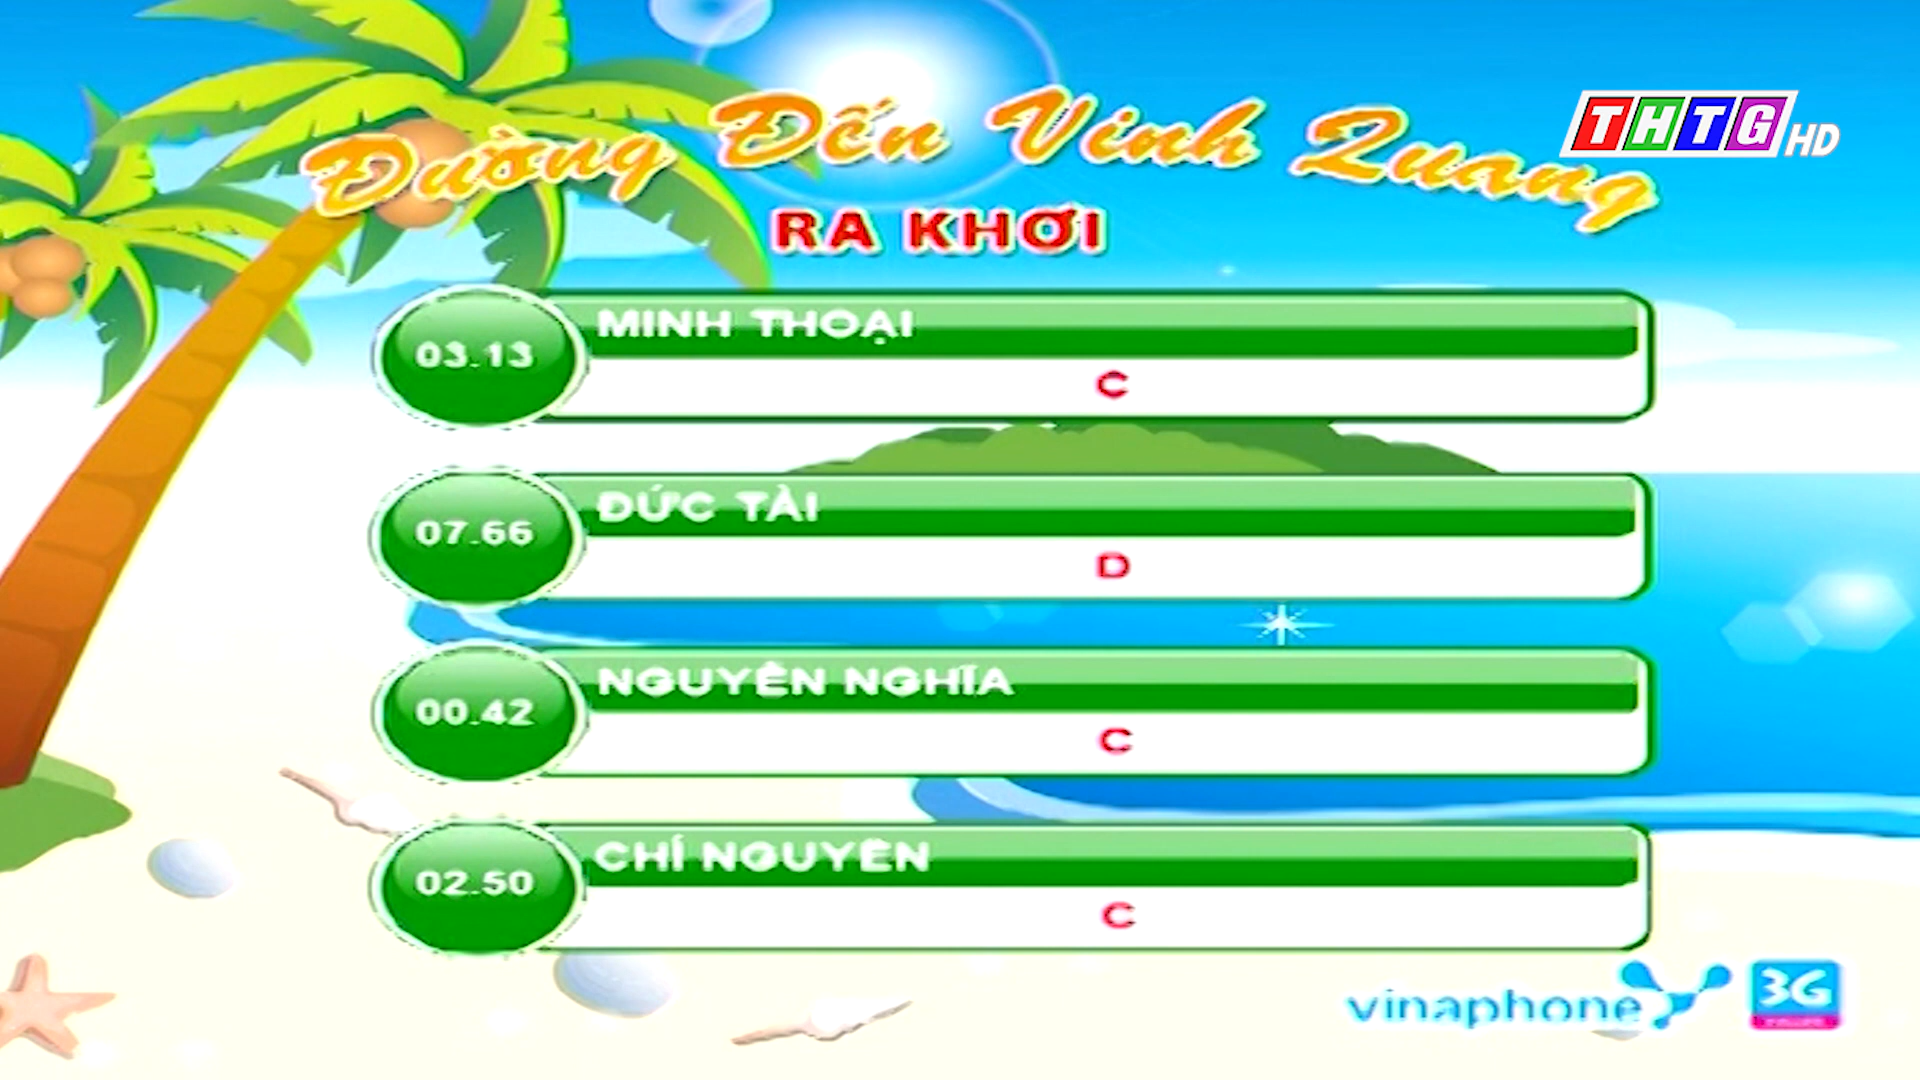 Đường Đến Vinh Quang
THTG HD
RA KHƠI
MINH THOẠI
03.13
C
ĐỨC TÀI
07.66
D
NGUYÊN NGHĨA
00.42
C
CHÍ NGUYÊN
02.50
C
vinaphone
3G